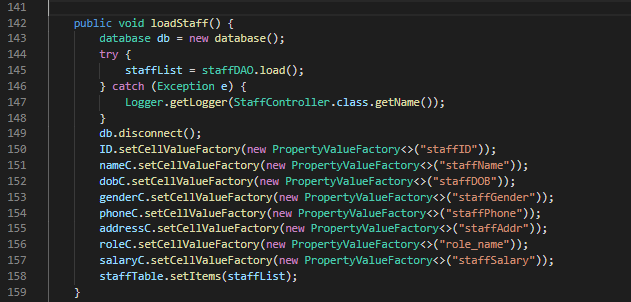 141
142 public void loadStaff() {
143 database db = new database();
144 try {
145 staffList = staffDAO.load();
146 } catch (Exception e) {
147 Logger.getLogger(StaffController.class.getName());
148 }
149 db.disconnect();
150 ID.setCellValueFactory(new PropertyValueFactory<>("staffID"));
151 nameC.setCellValueFactory(new PropertyValueFactory<>("staffName"));
152 dobC.setCellValueFactory(new PropertyValueFactory<>("staffDOB"));
153 genderC.setCellValueFactory(new PropertyValueFactory<>("staffGender"));
154 phoneC.setCellValueFactory(new PropertyValueFactory<>("staffPhone"));
155 addressC.setCellValueFactory(new PropertyValueFactory<>("staffAddr"));
156 roleC.setCellValueFactory(new PropertyValueFactory<>("role_name"));
157 salaryC.setCellValueFactory(new PropertyValueFactory<>("staffSalary"));
158 staffTable.setItems(staffList);
159 }